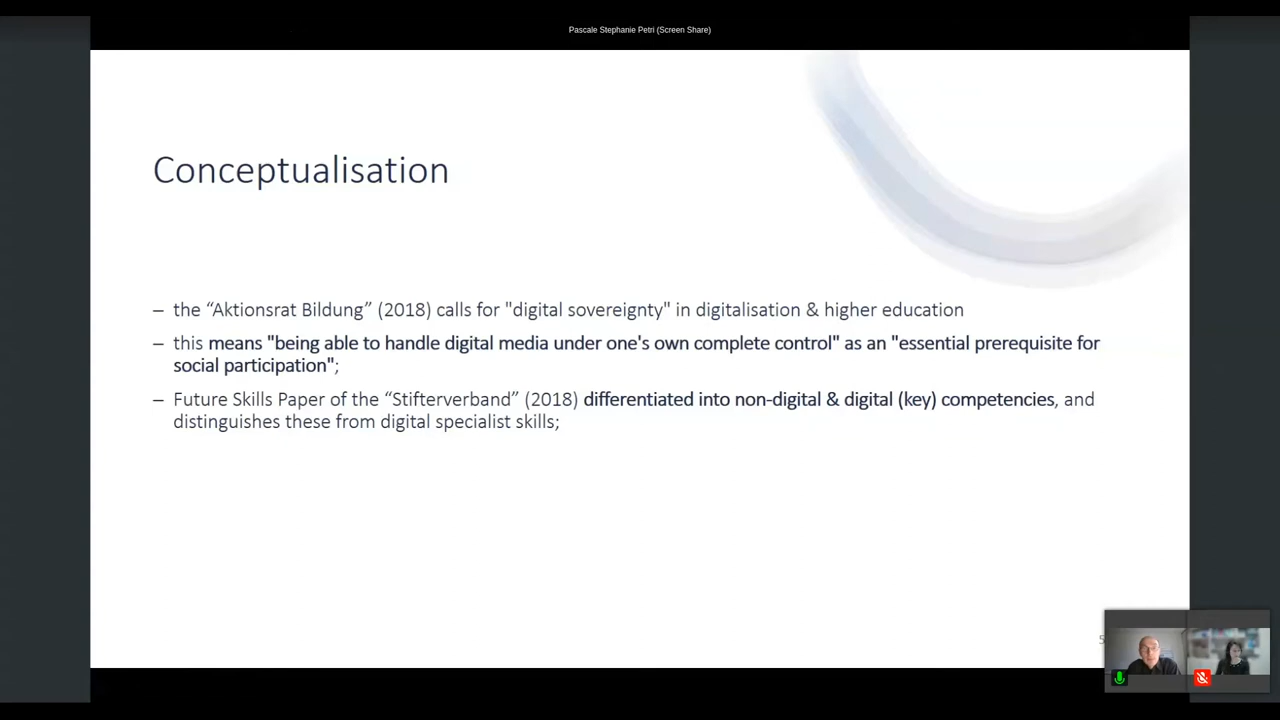 Pascale Stephanie Petri (Screen Share)
Conceptualisation
– the “Aktionsrat Bildung” (2018) calls for "digital sovereignty" in digitalisation & higher education
– this means "being able to handle digital media under one's own complete control" as an "essential prerequisite for
social participation";
– Future Skills Paper of the “Stifterverband” (2018) differentiated into non-digital & digital (key) competencies, and
distinguishes these from digital specialist skills;
5